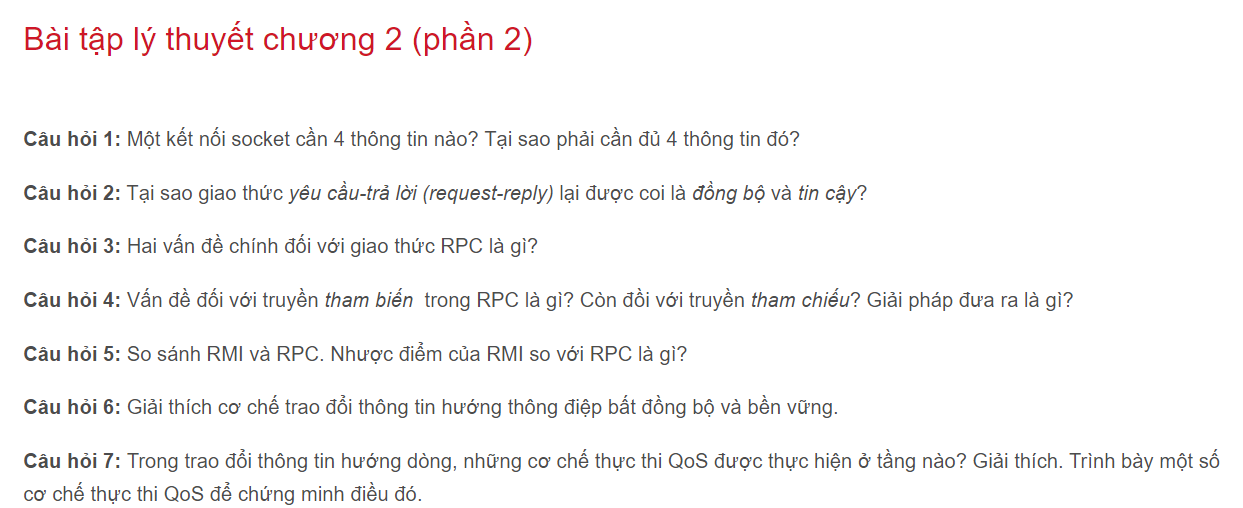 Bài tập lý thuyết chương 2 (phần 2)
Câu hỏi 1: Một kết nối socket cần 4 thông tin nào? Tại sao phải cần đủ 4 thông tin đó?
Câu hỏi 2: Tại sao giao thức yêu cầu-trả lời (request-reply) lại được coi là đồng bộ và tin cậy?
Câu hỏi 3: Hai vấn đề chính đối với giao thức RPC là gì?
Câu hỏi 4: Vấn đề đối với truyền tham biến trong RPC là gì? Còn đồi với truyền tham chiếu? Giải pháp đưa ra là gì?
Câu hỏi 5: So sánh RMI và RPC. Nhược điểm của RMI so với RPC là gì?
Câu hỏi 6: Giải thích cơ chế trao đổi thông tin hướng thông điệp bất đồng bộ và bền vững.
Câu hỏi 7: Trong trao đổi thông tin hướng dòng, những cơ chế thực thi QoS được thực hiện ở tầng nào? Giải thích. Trình bày một số
cơ chế thực thi QoS để chứng minh điều đó.